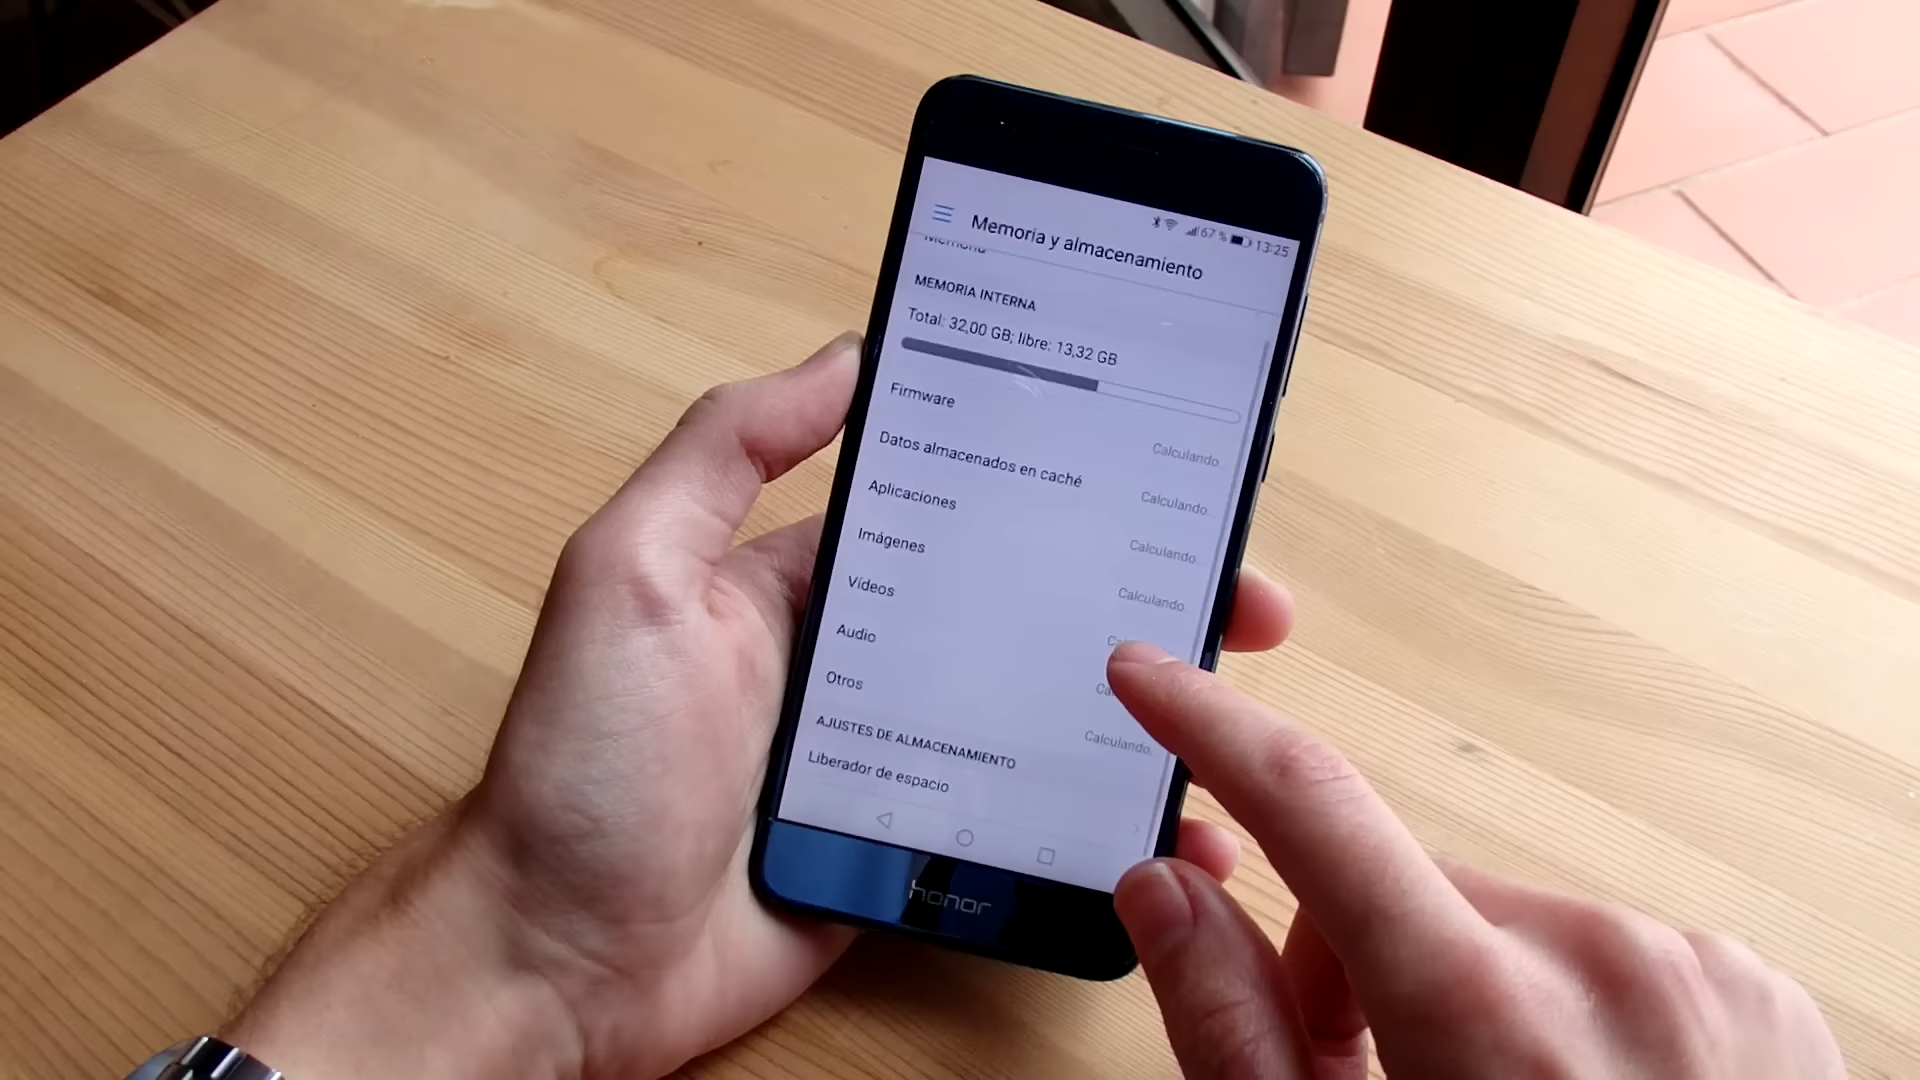 67 % 13:25
Memoria y almacenamiento
Memoria
MEMORIA INTERNA
Total: 32,00 GB; libre: 13,32 GB
Firmware Calculando...
Datos almacenados en caché Calculando...
Aplicaciones Calculando...
Imágenes Calculando...
Vídeos
Audio
Otros Calculando...
AJUSTES DE ALMACENAMIENTO
Liberador de espacio
honor